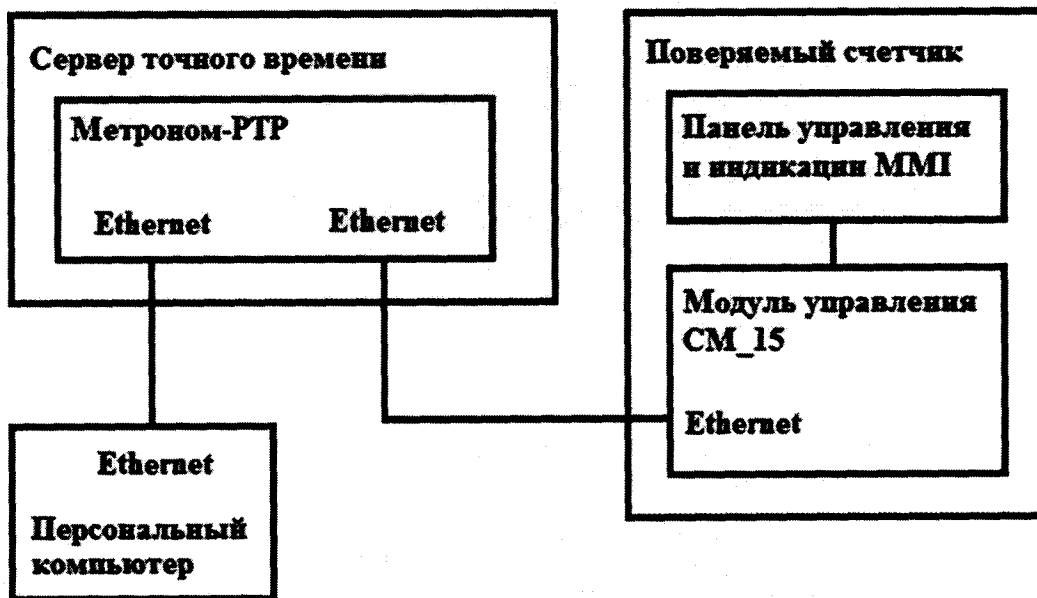 Сервер точного времени
Метроном-PTP
Ethernet
Ethernet
Ethernet
Персональный
компьютер
Поверяемый счетчик
Панель управления
и индикации MMI
Модуль управления
CM_15
Ethernet